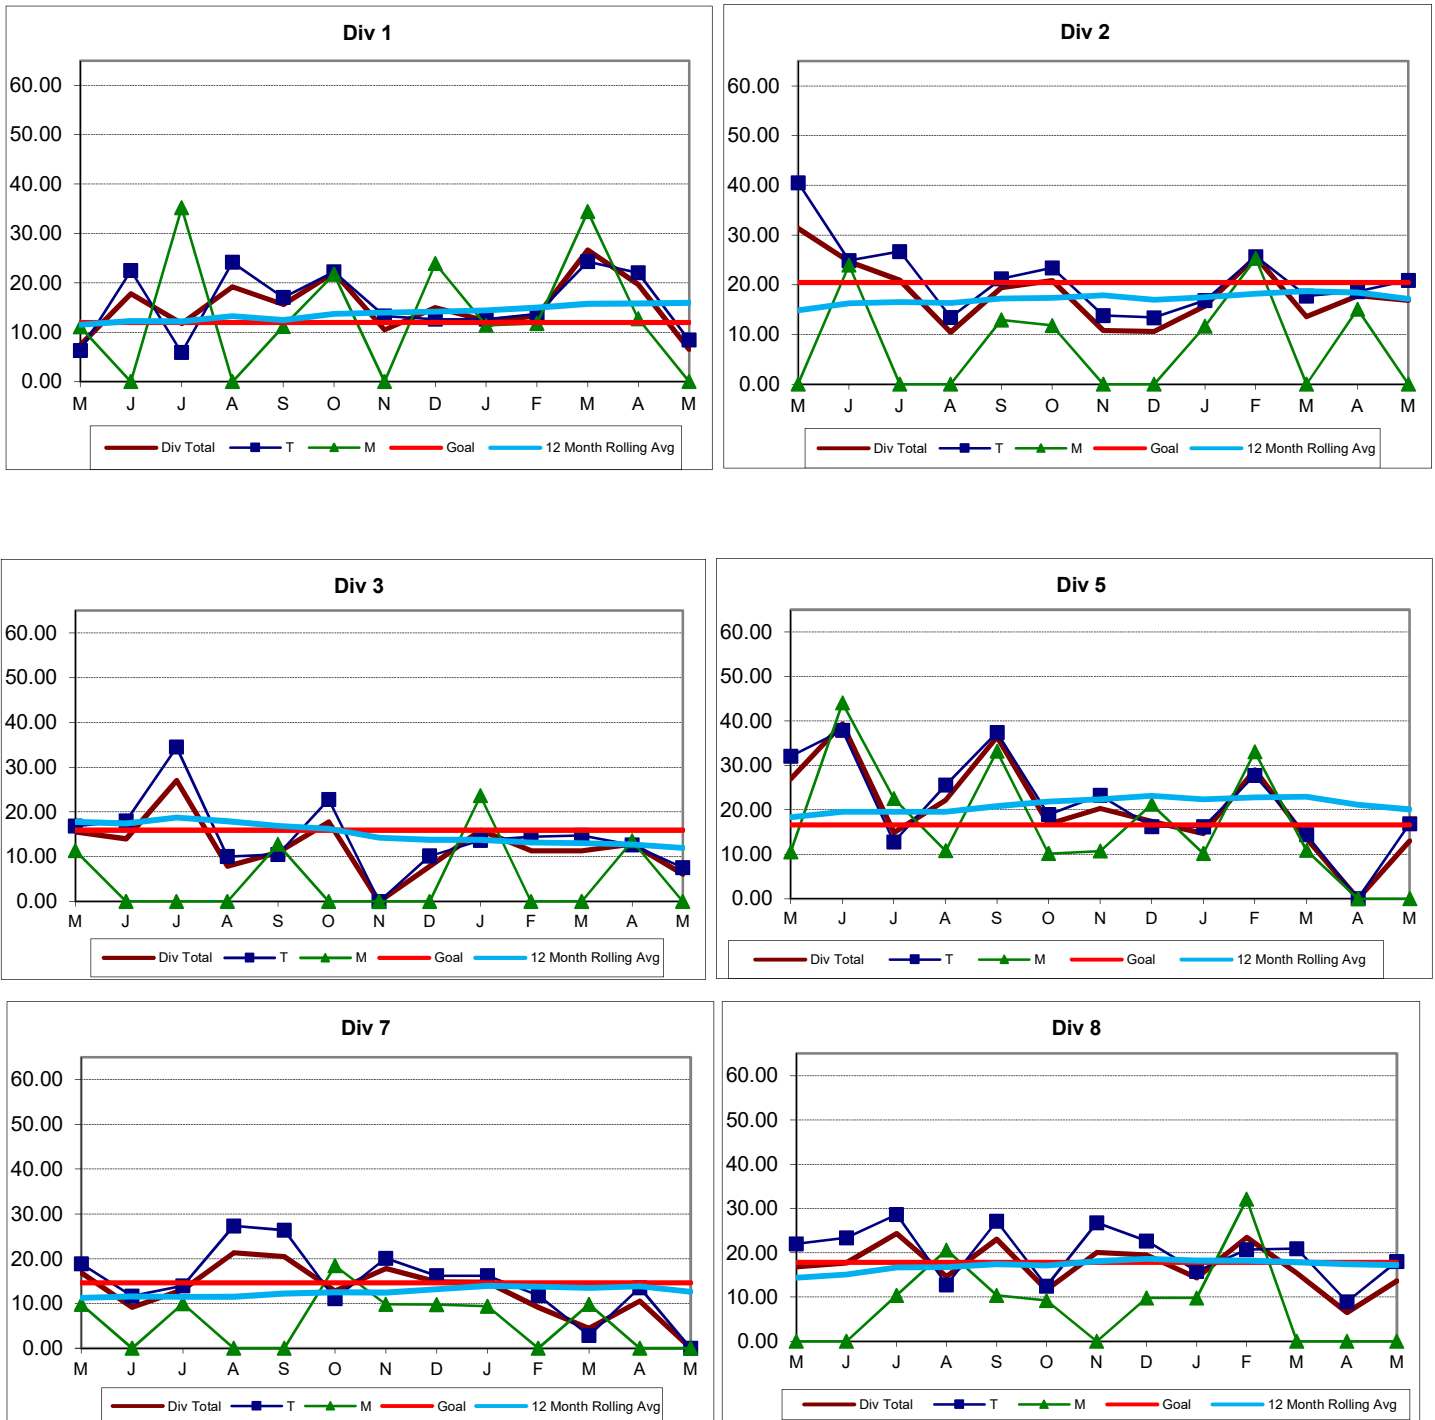 Div 1
60.00
50.00
40.00
30.00
20.00
10.00
0.00
M J J A S O N D J F M A M
Div Total T M Goal 12 Month Rolling Avg
Div 2
60.00
50.00
40.00
30.00
20.00
10.00
0.00
M J J A S O N D J F M A M
Div Total T M Goal 12 Month Rolling Avg
Div 3
60.00
50.00
40.00
30.00
20.00
10.00
0.00
M J J A S O N D J F M A M
Div Total T M Goal 12 Month Rolling Avg
Div 5
60.00
50.00
40.00
30.00
20.00
10.00
0.00
M J J A S O N D J F M A M
Div Total T M Goal 12 Month Rolling Avg
Div 7
60.00
50.00
40.00
30.00
20.00
10.00
0.00
M J J A S O N D J F M A M
Div Total T M Goal 12 Month Rolling Avg
Div 8
60.00
50.00
40.00
30.00
20.00
10.00
0.00
M J J A S O N D J F M A M
Div Total T M Goal 12 Month Rolling Avg